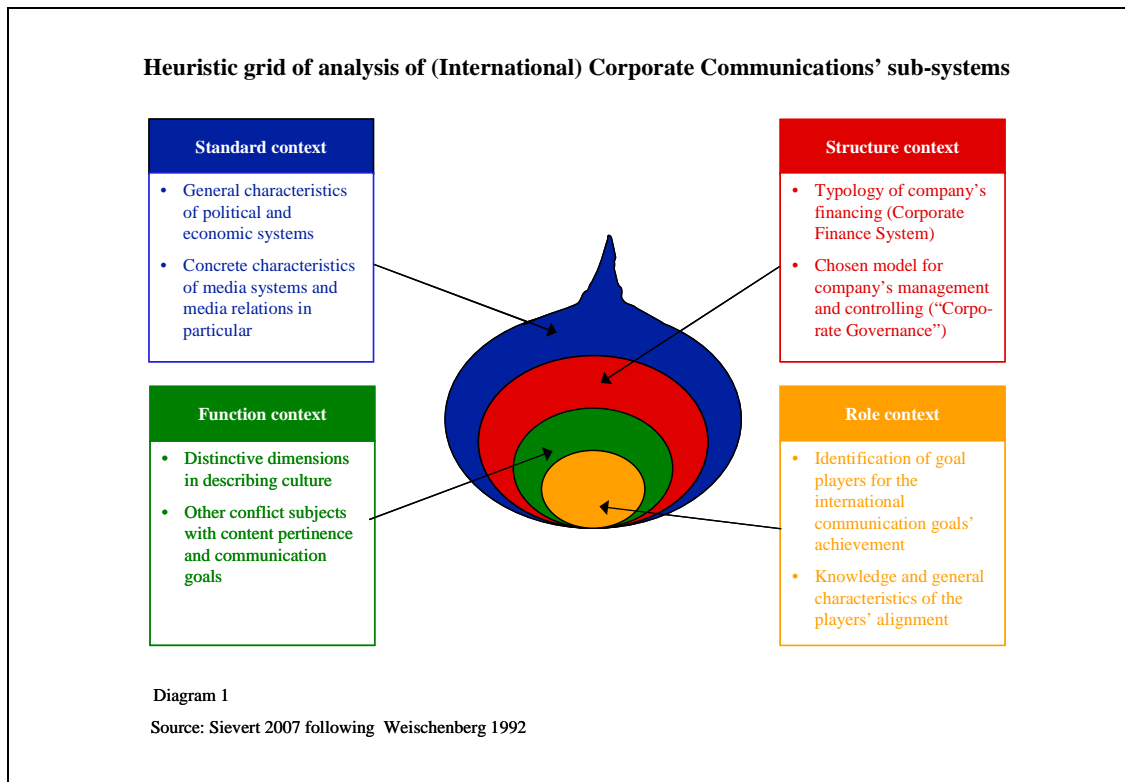 Heuristic grid of analysis of (International) Corporate Communications’ sub-systems
Standard context
• General characteristics
of political and
economic systems
• Concrete characteristics
of media systems and
media relations in
particular
Structure context
• Typology of company’s
financing (Corporate
Finance System)
• Chosen model for
company’s management
and controlling (“Corpo-
rate Governance”)
Function context
• Distinctive dimensions
in describing culture
• Other conflict subjects
with content pertinence
and communication
goals
Role context
• Identification of goal
players for the
international
communication goals’
achievement
• Knowledge and general
characteristics of the
players’ alignment
Diagram 1
Source: Sievert 2007 following Weischenberg 1992